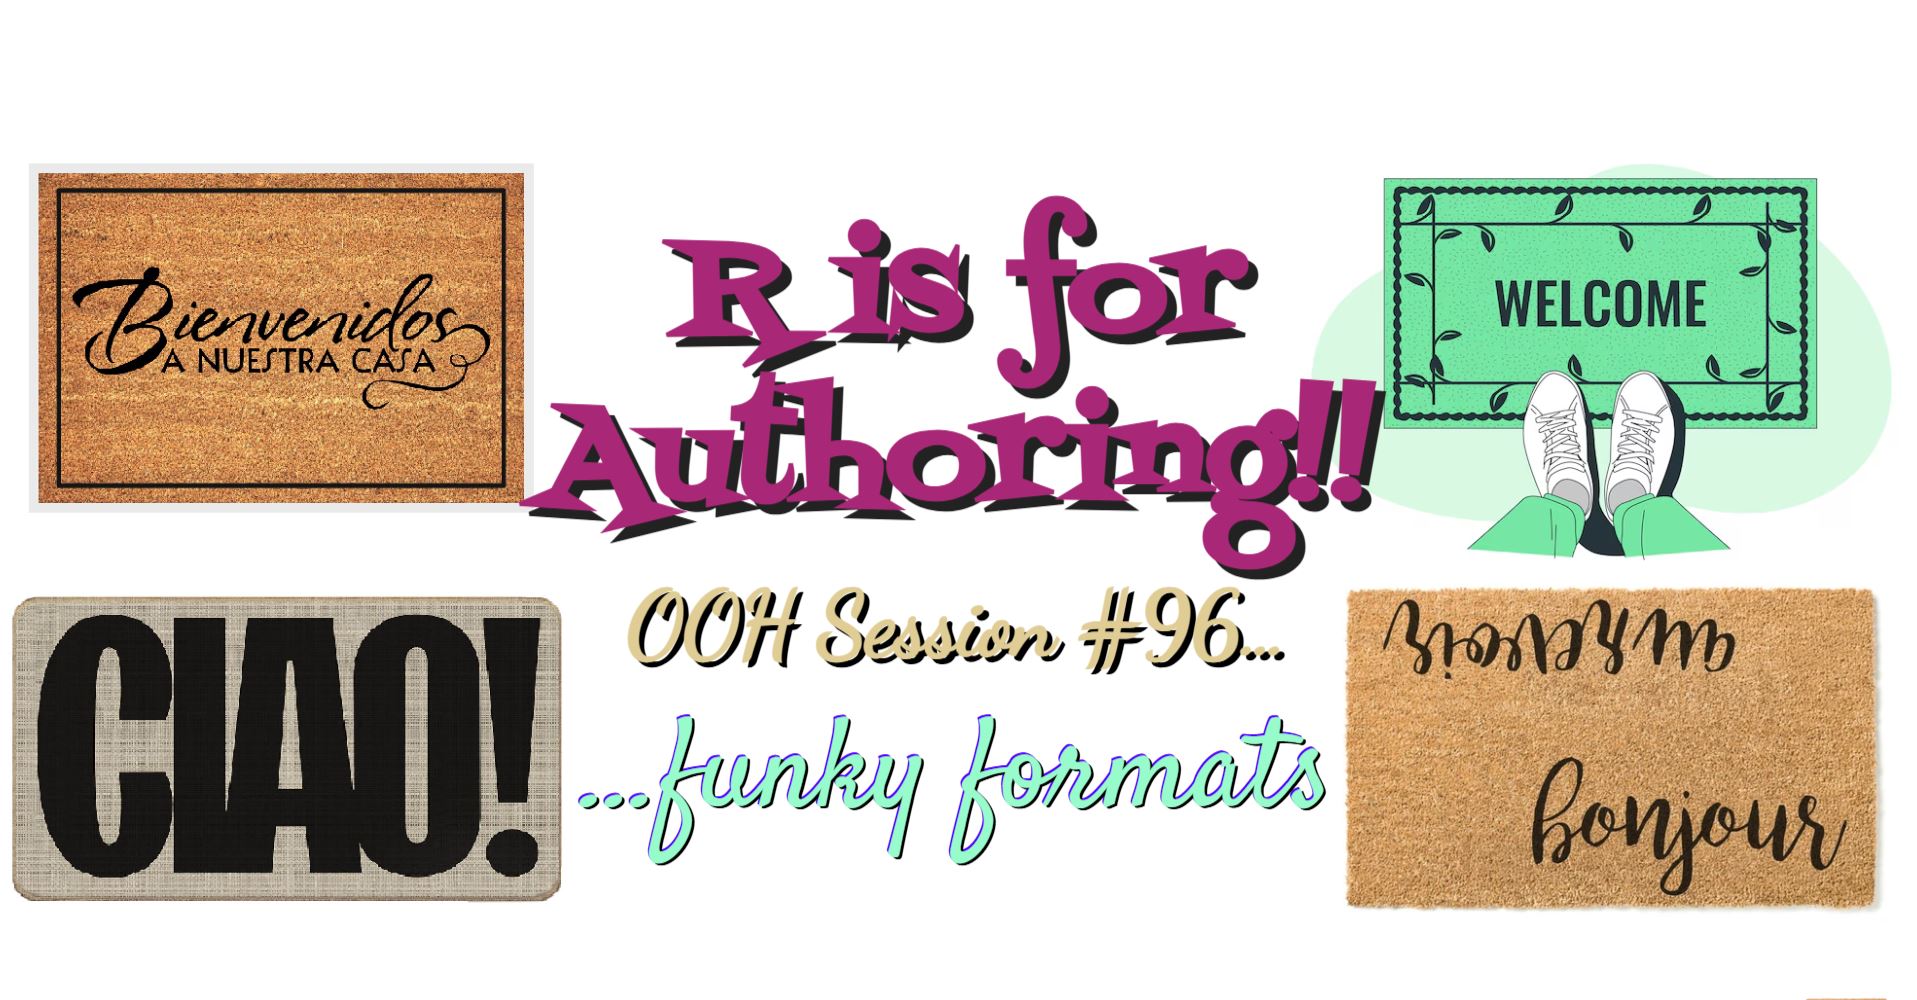 Bienvenidos
A NUESTRA CASA
R is for
Authoring!!
WELCOME
OOH Session #96...
...funky formats
CIAO!
au revoir
bonjour